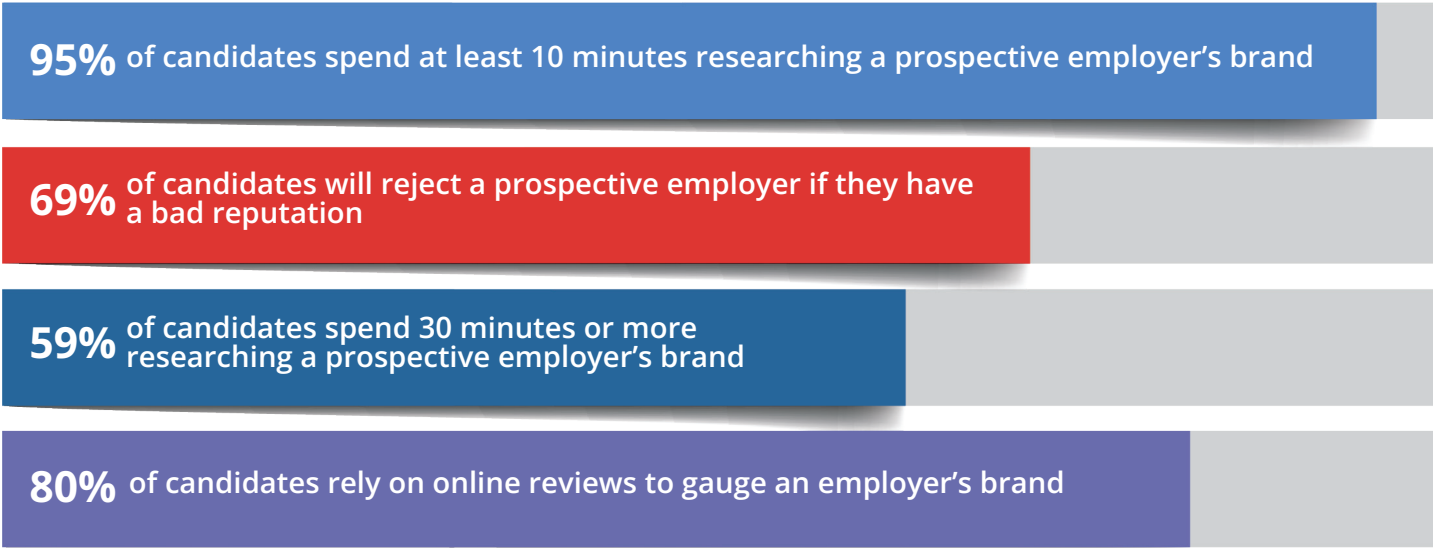 95% of candidates spend at least 10 minutes researching a prospective employer’s brand
69% of candidates will reject a prospective employer if they have
a bad reputation
59% of candidates spend 30 minutes or more
researching a prospective employer’s brand
80% of candidates rely on online reviews to gauge an employer’s brand